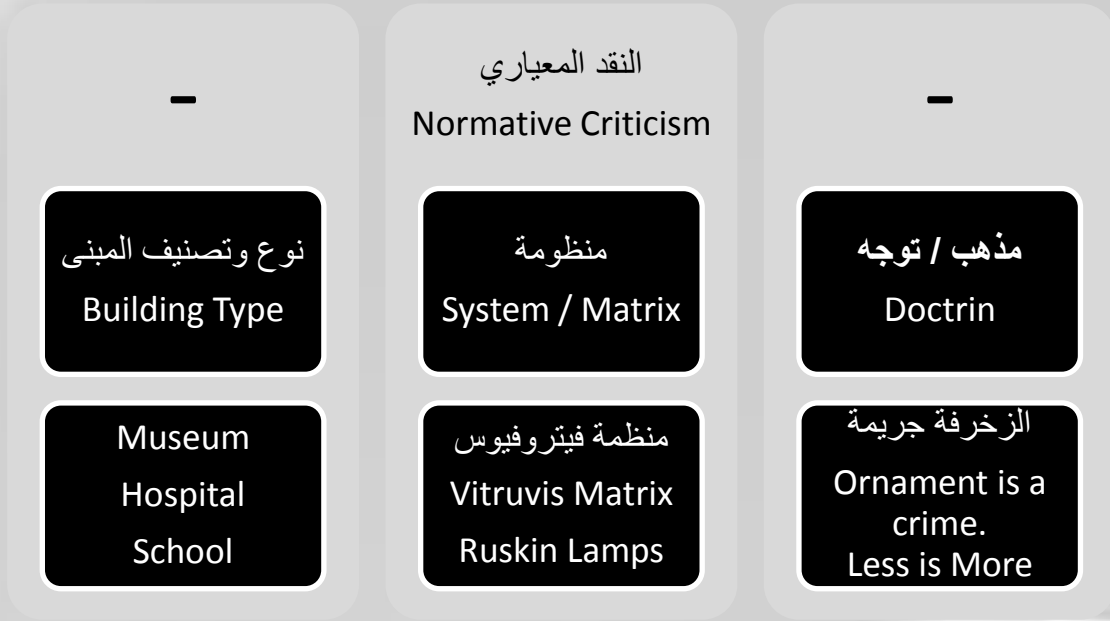 -
نوع وتصنيف المبنى
Building Type
Museum
Hospital
School
النقد المعياري
Normative Criticism
منظومة
System / Matrix
منظمة فيتروفيوس
Vitruvis Matrix
Ruskin Lamps
-
مذهب / توجه
Doctrin
الزخرفة جريمة
Ornament is a
crime.
Less is More